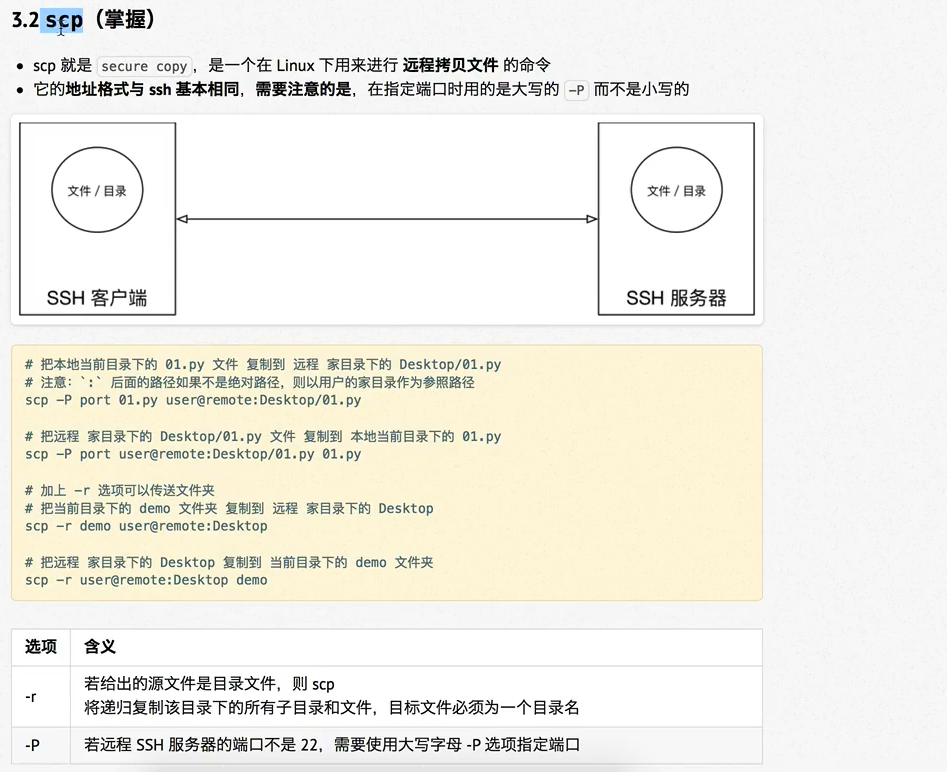 3.2 scp（掌握）
scp 就是 secure copy，是一个在 Linux 下用来进行 远程拷贝文件 的命令
它的地址格式与 ssh 基本相同，需要注意的是，在指定端口时用的是大写的 -P 而不是小写的
文件 / 目录
文件 / 目录
SSH 客户端
SSH 服务器
# 把本地当前目录下的 01.py 文件 复制到 远程 家目录下的 Desktop/01.py
# 注意：`:` 后面的路径如果不是绝对路径，则以用户的家目录作为参照路径
scp -P port 01.py user@remote:Desktop/01.py
# 把远程 家目录下的 Desktop/01.py 文件 复制到 本地当前目录下的 01.py
scp -P port user@remote:Desktop/01.py 01.py
# 加上 -r 选项可以传送文件夹
# 把当前目录下的 demo 文件夹 复制到 远程 家目录下的 Desktop
scp -r demo user@remote:Desktop
# 把远程 家目录下的 Desktop 复制到 当前目录下的 demo 文件夹
scp -r user@remote:Desktop demo
选项 含义
-r 若给出的源文件是目录文件，则 scp
将递归复制该目录下的所有子目录和文件，目标文件必须为一个目录名
-P 若远程 SSH 服务器的端口不是 22，需要使用大写字母 -P 选项指定端口